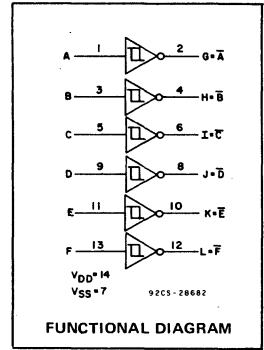 A 1 2 G=A̅
B 3 4 H=B̅
C 5 6 I=C̅
D 9 8 J=D̅
E 11 10 K=E̅
F 13 12 L=F̅
VDD=14
VSS=7 92CS-28682
FUNCTIONAL DIAGRAM